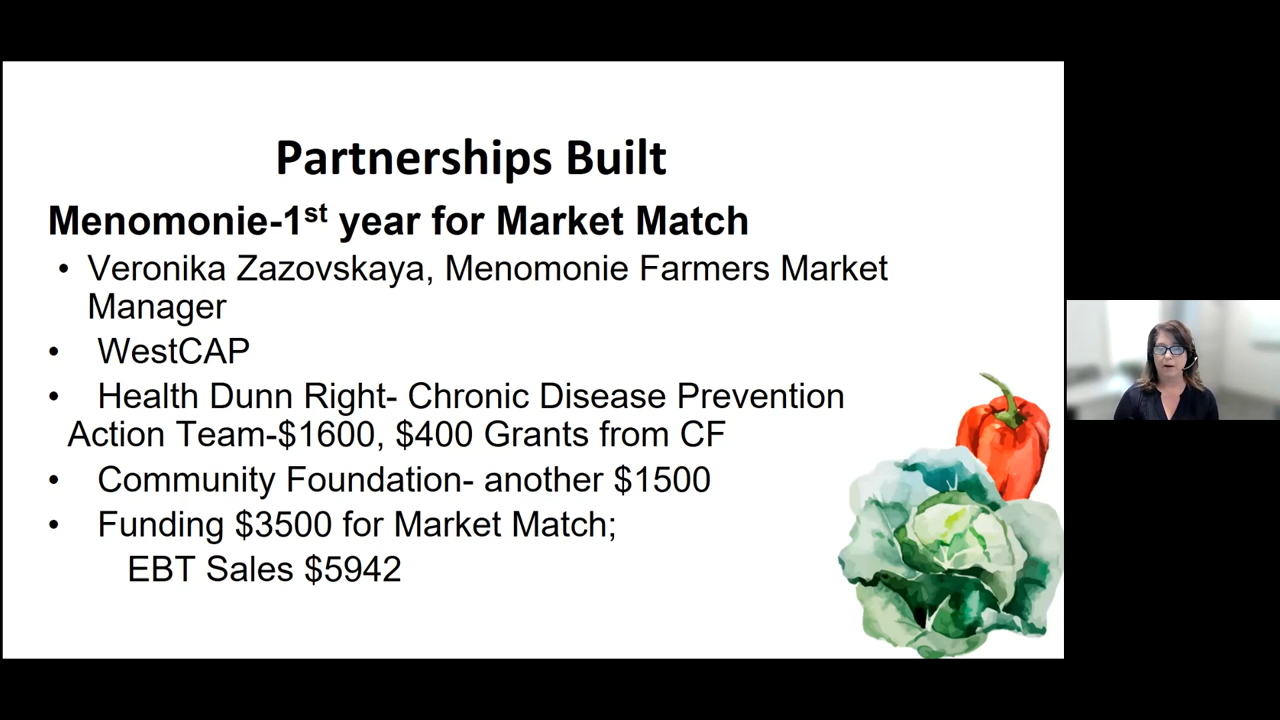 Partnerships Built
Menomonie-1st year for Market Match
• Veronika Zazovskaya, Menomonie Farmers Market
Manager
• WestCAP
• Health Dunn Right- Chronic Disease Prevention
Action Team-$1600, $400 Grants from CF
• Community Foundation- another $1500
• Funding $3500 for Market Match;
EBT Sales $5942